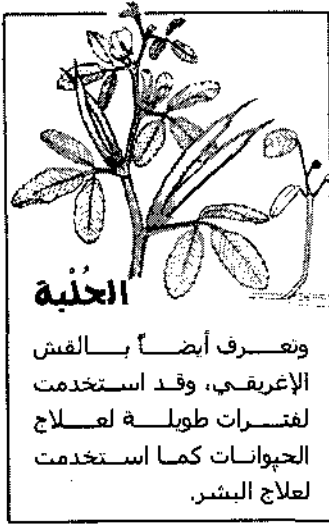 الحُلْبة
وتعرف أيضاً بالقش
الإغريقي، وقد استخدمت
لفترات طويلة لعلاج
الحيوانات كما استخدمت
لعلاج البشر.